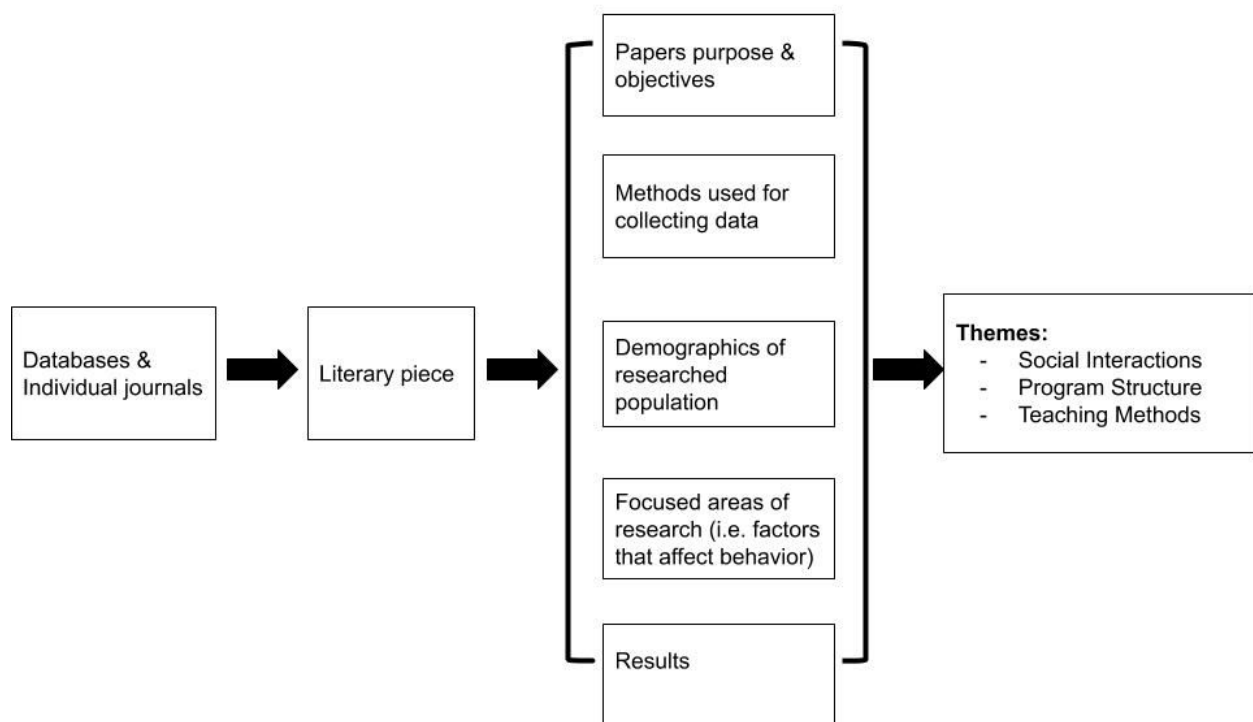 Databases &
Individual journals
Literary piece
Papers purpose &
objectives
Methods used for
collecting data
Demographics of
researched
population
Focused areas of
research (i.e. factors
that affect behavior)
Results
Themes:
- Social Interactions
- Program Structure
- Teaching Methods